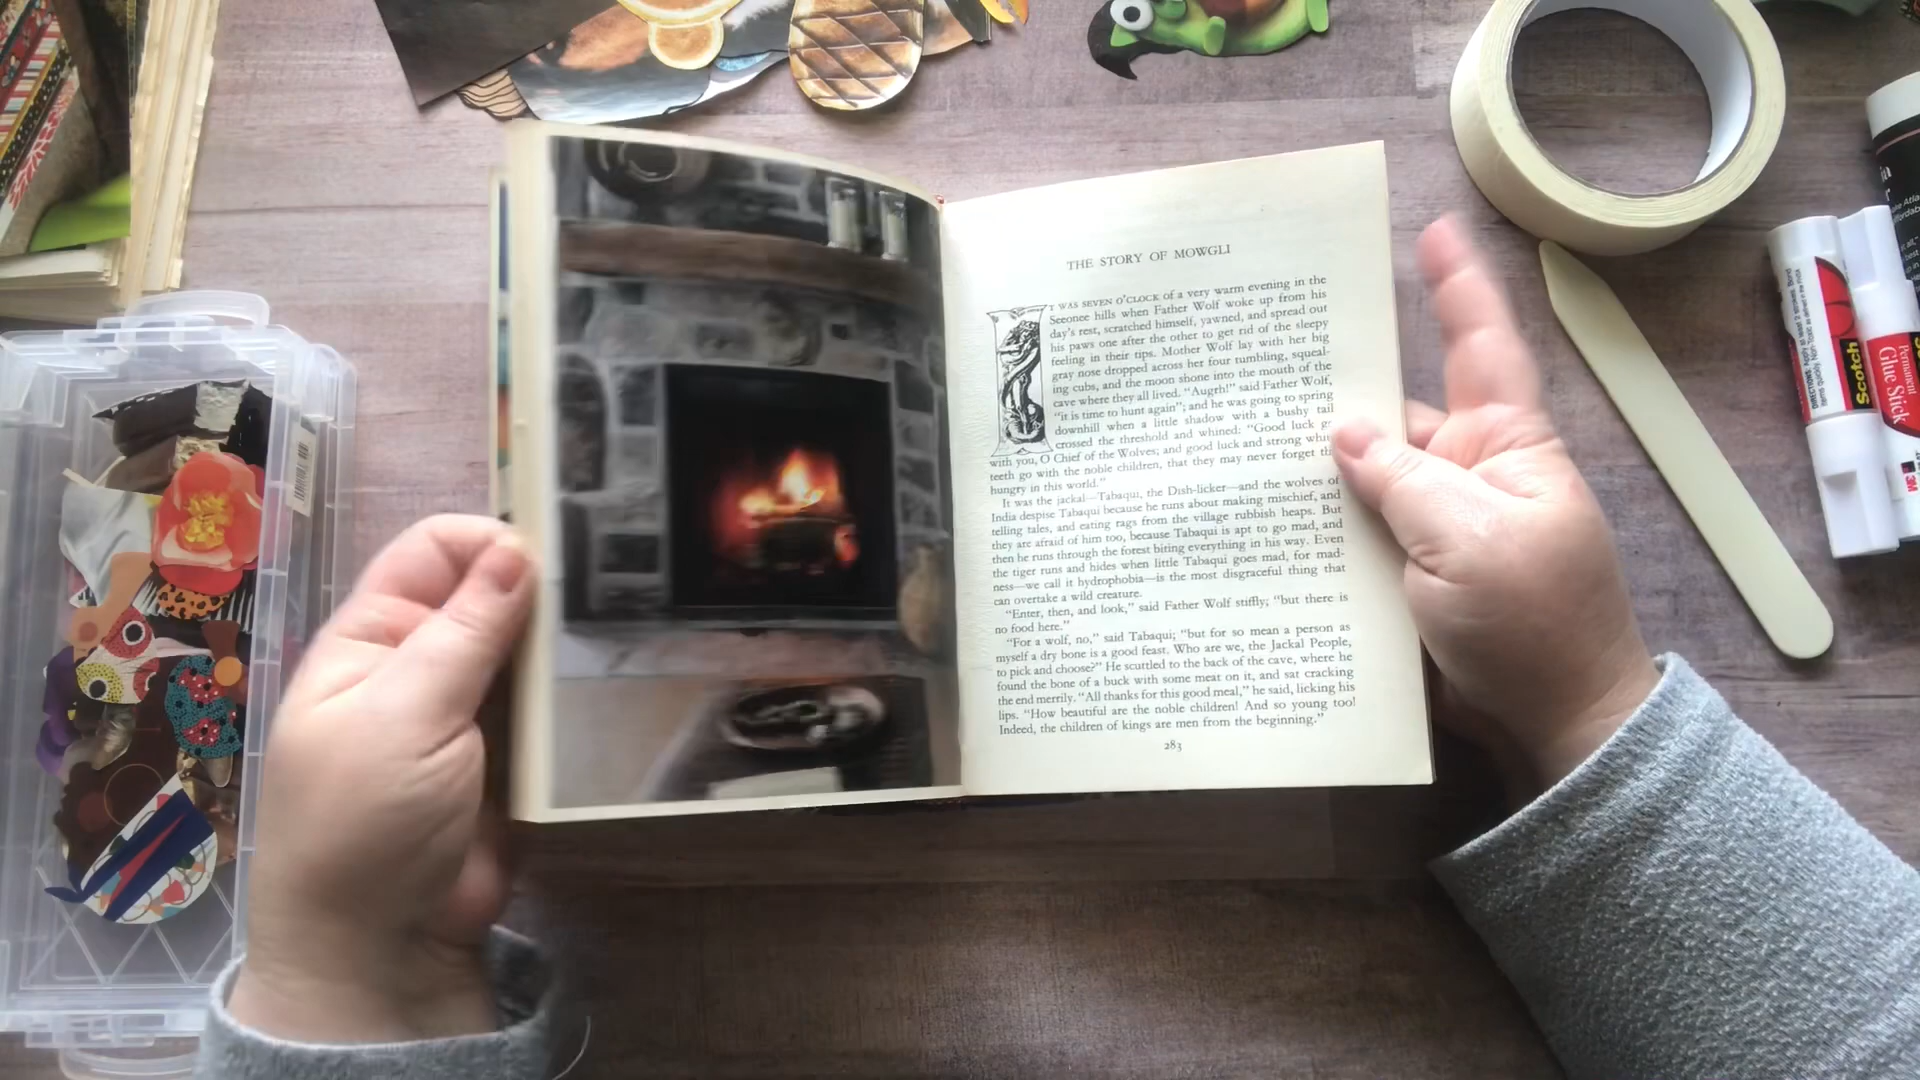 THE STORY OF MOWGLI
IT WAS SEVEN O'CLOCK of a very warm evening in the
Seeonee hills when Father Wolf woke up from his
day's rest, scratched himself, yawned, and spread out
his paws one after the other to get rid of the sleepy
feeling in their tips. Mother Wolf lay with her big
gray nose dropped across her four tumbling, squeal-
ing cubs, and the moon shone into the mouth of the
cave where they all lived. "Augrh!" said Father Wolf,
"it is time to hunt again"; and he was going to spring
downhill when a little shadow with a bushy tail
crossed the threshold and whined: "Good luck g
with you, O Chief of the Wolves; and good luck and strong whi
teeth go with the noble children, that they may never forget th
hungry in this world."
It was the jackal—Tabaqui, the Dish-licker—and the wolves of
India despise Tabaqui because he runs about making mischief, and
telling tales, and eating rags from the village rubbish heaps. But
they are afraid of him too, because Tabaqui is apt to go mad, and
then he runs through the forest biting everything in his way. Even
the tiger runs and hides when little Tabaqui goes mad, for mad-
ness—we call it hydrophobia—is the most disgraceful thing that
can overtake a wild creature.
"Enter, then, and look," said Father Wolf stiffly; "but there is
no food here."
"For a wolf, no," said Tabaqui; "but for so mean a person as
myself a dry bone is a good feast. Who are we, the Jackal People,
to pick and choose?" He scuttled to the back of the cave, where he
found the bone of a buck with some meat on it, and sat cracking
the end merrily. "All thanks for this good meal," he said, licking his
lips. "How beautiful are the noble children! And so young too!
Indeed, the children of kings are men from the beginning."
283
Scotch
Permanent
Glue Stick
3M